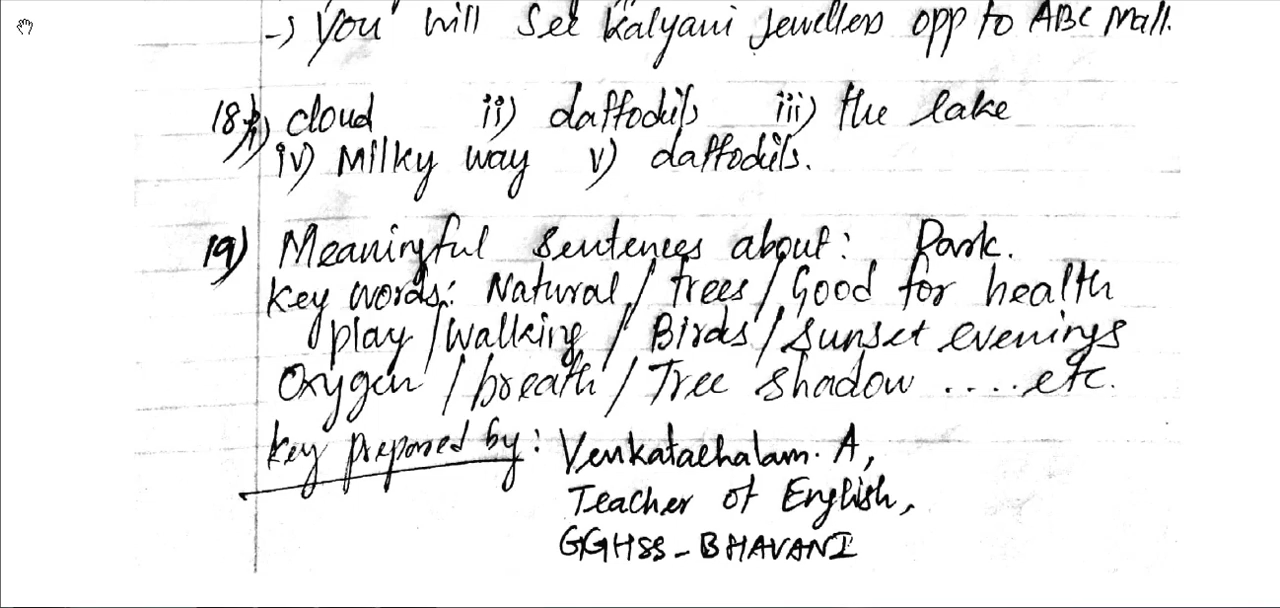 -> You will see Kalyani Jewellers opp to ABC Mall.
18) i) cloud ii) daffodils iii) the lake
iv) Milky way v) daffodils.
19) Meaningful sentences about: Park.
Key words: Natural / trees / Good for health
play / walking / Birds / sunset evenings
Oxygen / breath / Tree shadow ....etc.
Key prepared by: Venkatachalam. A,
Teacher of English,
GGHSS - BHAVANI